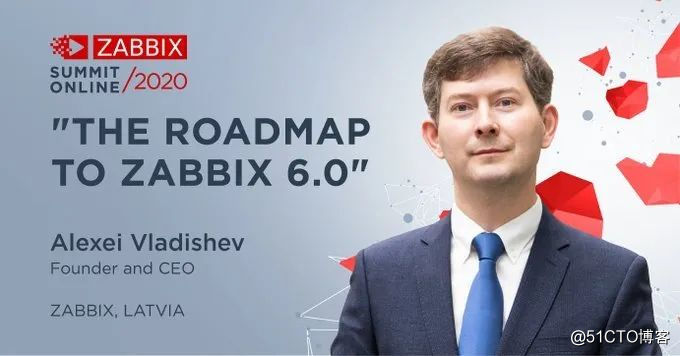 ZABBIX
SUMMIT
ONLINE/2020
"THE ROADMAP
TO ZABBIX 6.0"
Alexei Vladishev
Founder and CEO
ZABBIX, LATVIA
@51CTO博客